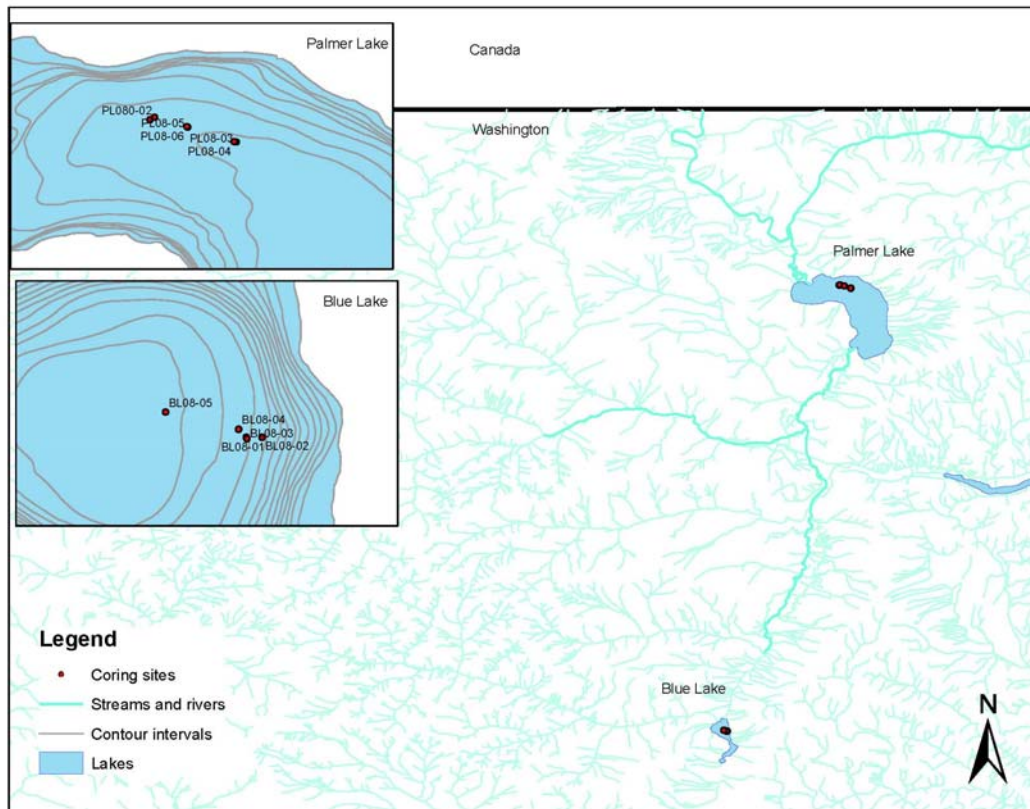 Palmer Lake
PL080-02
PL08-05
PL08-06
PL08-03
PL08-04
Canada
Washington
Palmer Lake
Blue Lake
BL08-05
BL08-04
BL08-03
BL08-01
BL08-02
Legend
Coring sites
Streams and rivers
Contour intervals
Lakes
Blue Lake
N